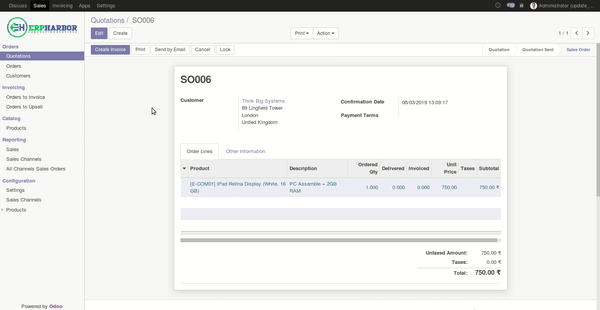 Discuss Sales Invoicing Apps Settings
Administrator (update_...
ERPHARBOR
Quotations / SO006
Edit Create
Print Action
1 / 1
Create Invoice Print Send by Email Cancel Lock
Quotation Quotation Sent Sales Order
Orders
Quotations
Orders
Customers
Invoicing
Orders to Invoice
Orders to Upsell
Catalog
Products
Reporting
Sales
Sales Channels
All Channels Sales Orders
Configuration
Settings
Sales Channels
Products
Powered by Odoo
SO006
Customer
Think Big Systems
89 Lingfield Tower
London
United Kingdom
Confirmation Date 08/03/2019 13:09:17
Payment Terms
Order Lines Other Information
Product Description Ordered Qty Delivered Invoiced Unit Price Taxes Subtotal
[E-COM01] iPad Retina Display (White, 16 GB) PC Assamble + 2GB RAM 1.000 0.000 0.000 750.00 750.00 ₹
Untaxed Amount: 750.00 ₹
Taxes: 0.00 ₹
Total: 750.00 ₹